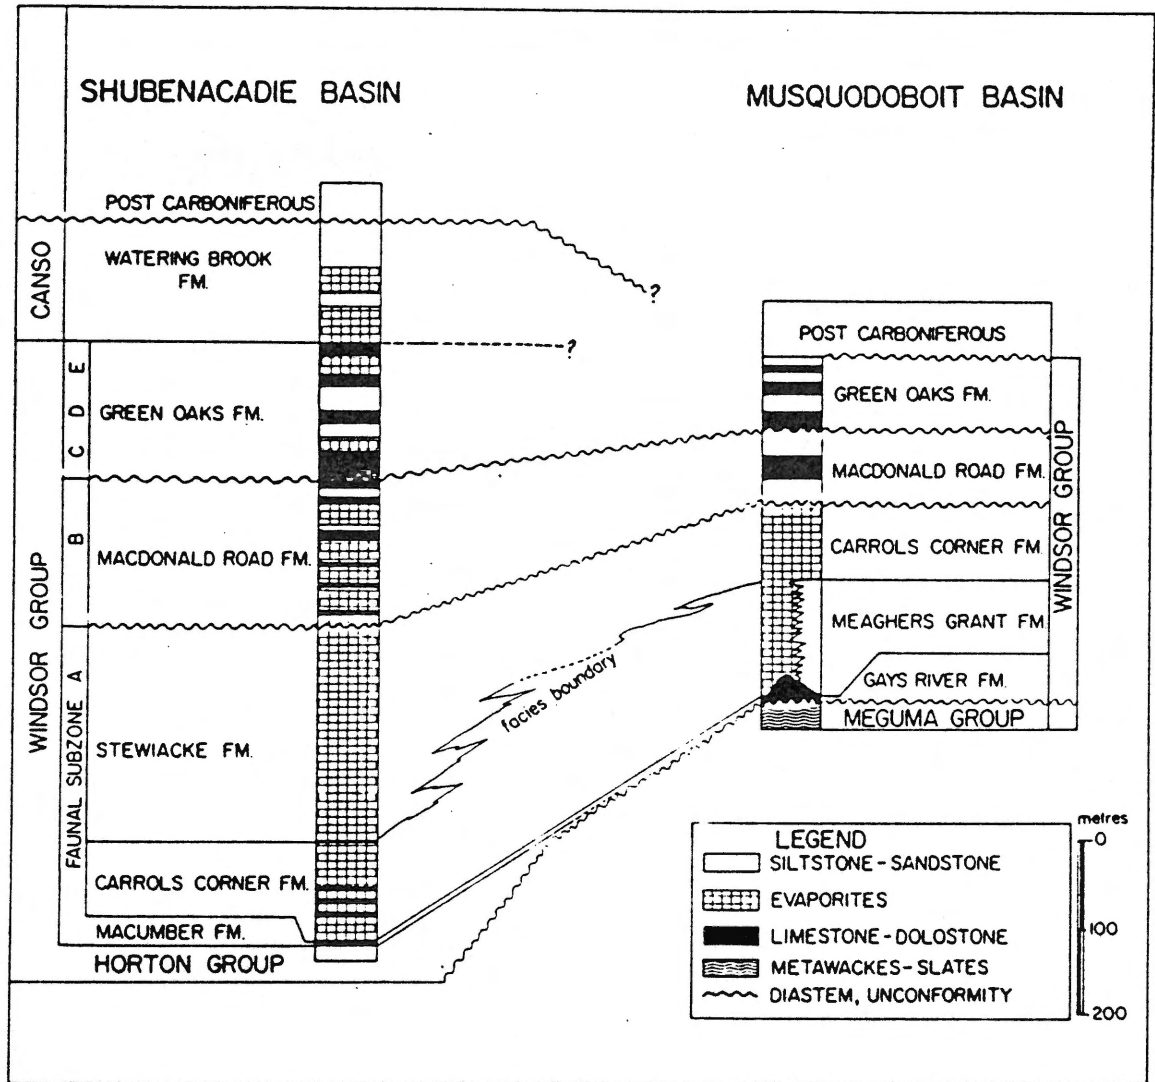 SHUBENACADIE BASIN
MUSQUODOBOIT BASIN
POST CARBONIFEROUS
CANSO
WATERING BROOK
FM.
?
?
WINDSOR GROUP
C D E
GREEN OAKS FM.
B
MACDONALD ROAD FM.
FAUNAL SUBZONE A
STEWIACKE FM.
CARROLS CORNER FM.
MACUMBER FM.
HORTON GROUP
facies boundary
POST CARBONIFEROUS
GREEN OAKS FM.
MACDONALD ROAD FM.
CARROLS CORNER FM.
MEAGHERS GRANT FM.
GAYS RIVER FM.
MEGUMA GROUP
WINDSOR GROUP
LEGEND
SILTSTONE-SANDSTONE
EVAPORITES
LIMESTONE-DOLOSTONE
METAWACKES-SLATES
DIASTEM, UNCONFORMITY
metres
0
100
200